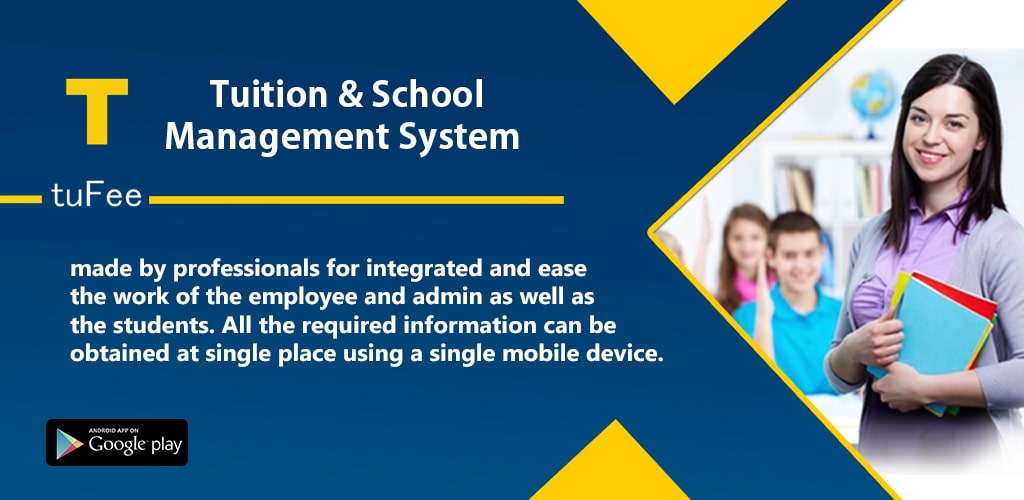 T
Tuition & School
Management System
tuFee
made by professionals for integrated and ease
the work of the employee and admin as well as
the students. All the required information can be
obtained at single place using a single mobile device.
ANDROID APP ON
Google play